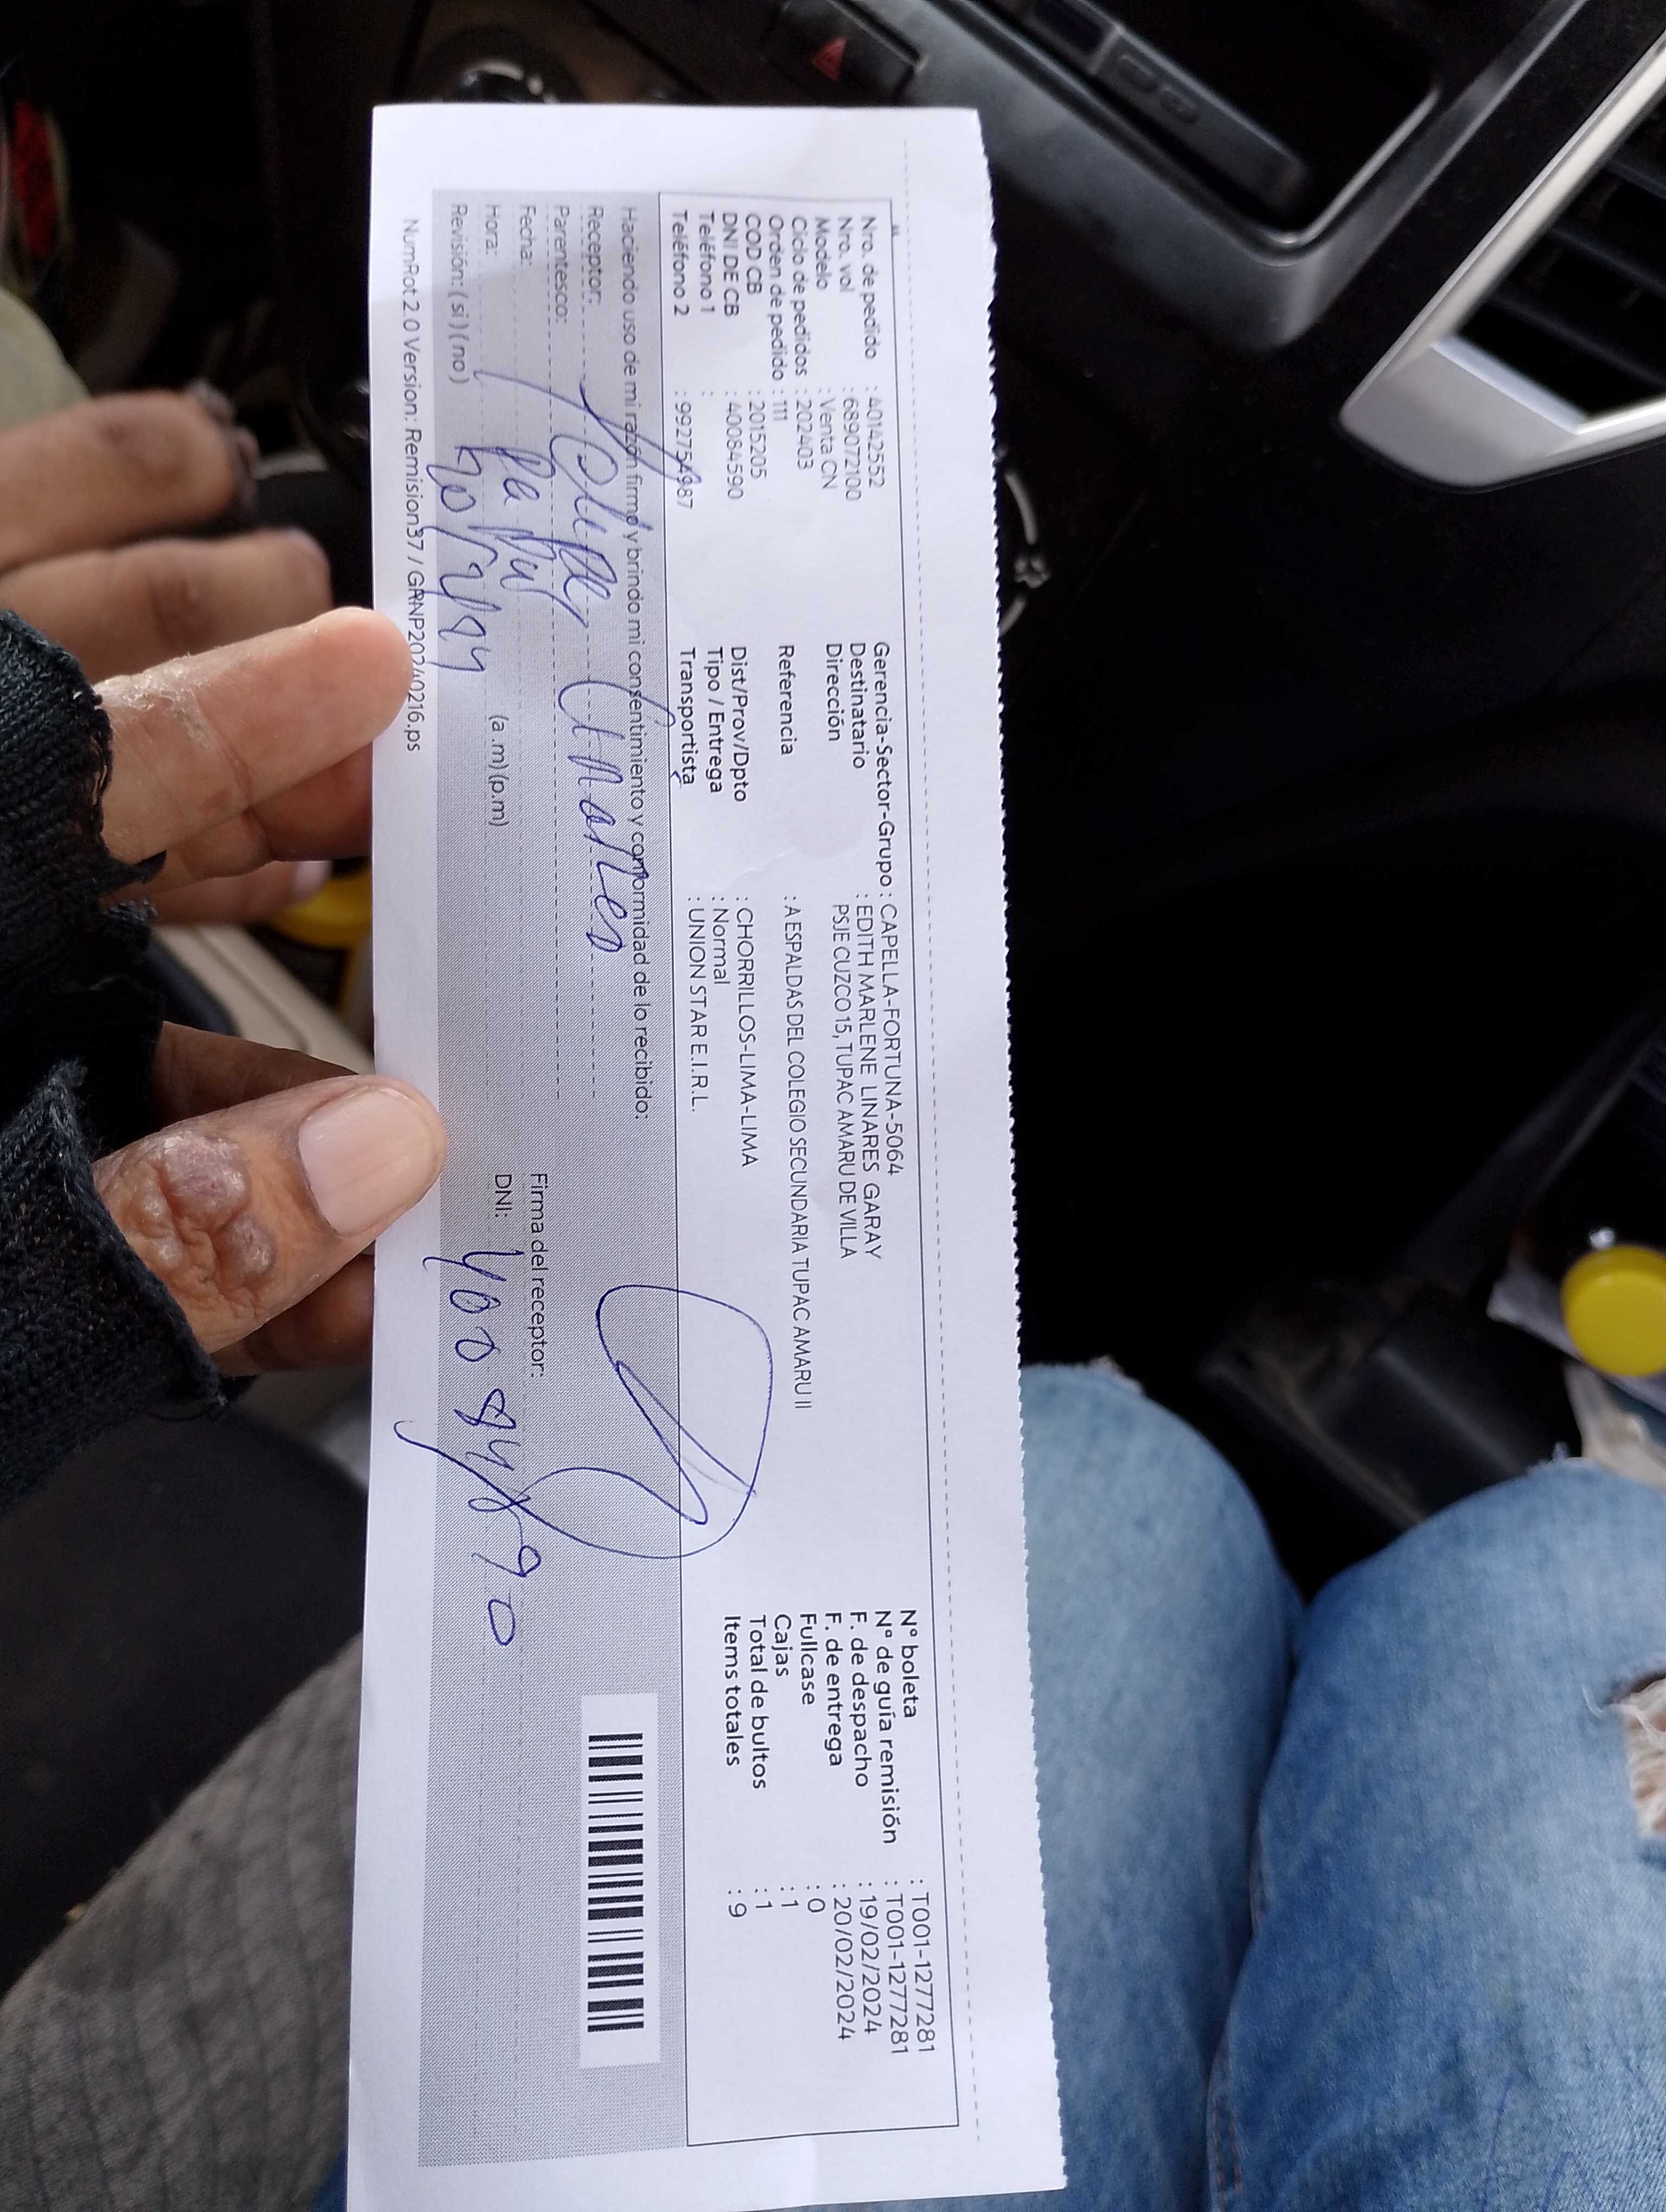 Nro. de pedido : 40142552
Nro. vol : 689072100
Modelo : Venta CN
Ciclo de pedidos : 202403
Orden de pedido : 111
COD CB : 2015205
DNI DE CB : 40084590
Teléfono 1 :
Teléfono 2 : 992754987
Gerencia-Sector-Grupo : CAPELLA-FORTUNA-5064
Destinatario : EDITH MARLENE LINARES GARAY
Dirección PSJE CUZCO 15, TUPAC AMARU DE VILLA
Referencia : A ESPALDAS DEL COLEGIO SECUNDARIA TUPAC AMARU II
Dist/Prov/Dpto : CHORRILLOS-LIMA-LIMA
Tipo / Entrega : Normal
Transportista : UNION STAR E.I.R.L.
Nº boleta : T001-1277281
Nº de guía remisión : T001-1277281
F. de despacho : 19/02/2024
F. de entrega : 20/02/2024
Fullcase : 0
Cajas : 1
Total de bultos : 1
Items totales : 9
Haciendo uso de mi razón firmo y brindo mi consentimiento y conformidad de lo recibido:
Receptor: Linares
Parentesco:
Fecha:
Hora: (a.m) (p.m)
Revisión: ( si ) ( no )
Firma del receptor:
DNI: 40084590
NumRot 2.0 Version: Remision37 / GRNP20240216.ps